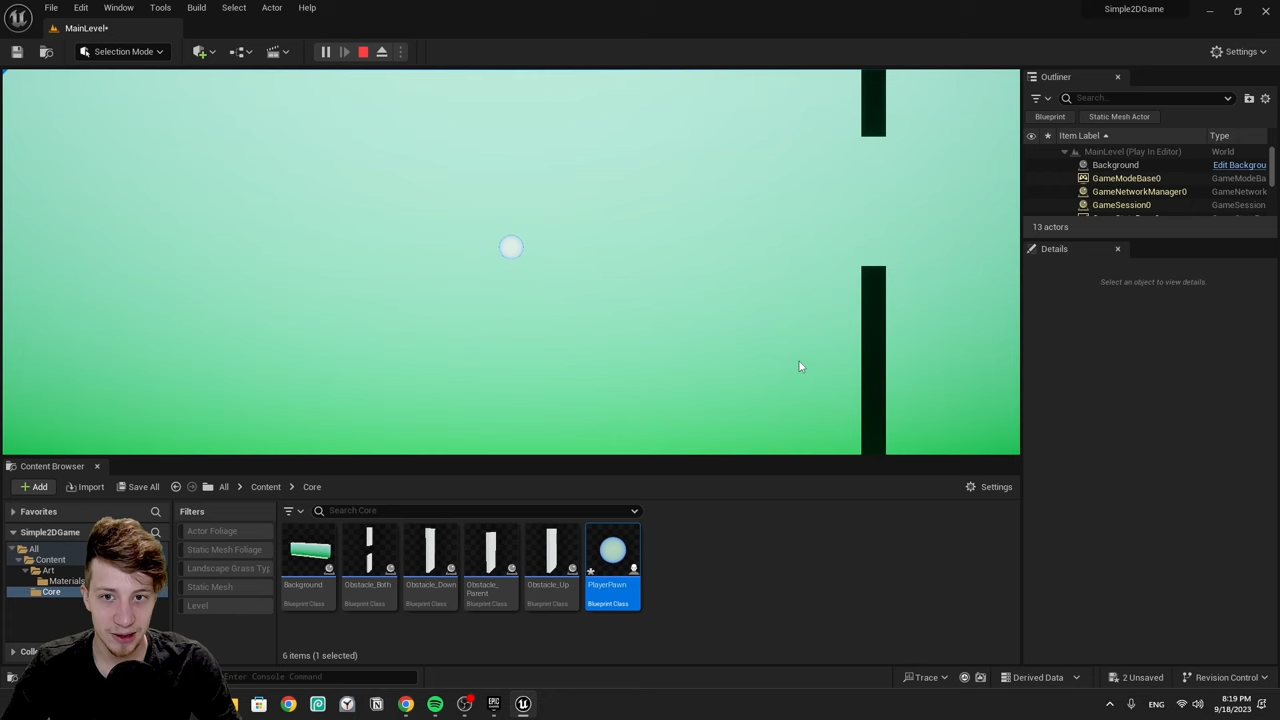 File Edit Window Tools Build Select Actor Help
Simple2DGame
MainLevel*
Selection Mode
Settings
Outliner
Search...
Blueprint Static Mesh Actor
Item Label Type
MainLevel (Play In Editor) World
Background Edit Backgrou
GameModeBase0 GameModeBa
GameNetworkManager0 GameNetwork
GameSession0 GameSession
13 actors
Details
Select an object to view details.
Content Browser
Add Import Save All All Content Core Settings
Favorites
Filters
Search Core
Simple2DGame
All
Content
Art
Materials
Core
Actor Foliage
Static Mesh Foliage
Landscape Grass Typ
Static Mesh
Level
Background
Blueprint Class
Obstacle_Both
Blueprint Class
Obstacle_Down
Blueprint Class
Obstacle_
Parent
Blueprint Class
Obstacle_Up
Blueprint Class
PlayerPawn
Blueprint Class
Coll
6 items (1 selected)
Enter Console Command
Trace Derived Data 2 Unsaved Revision Control
ENG
8:19 PM
9/18/2023